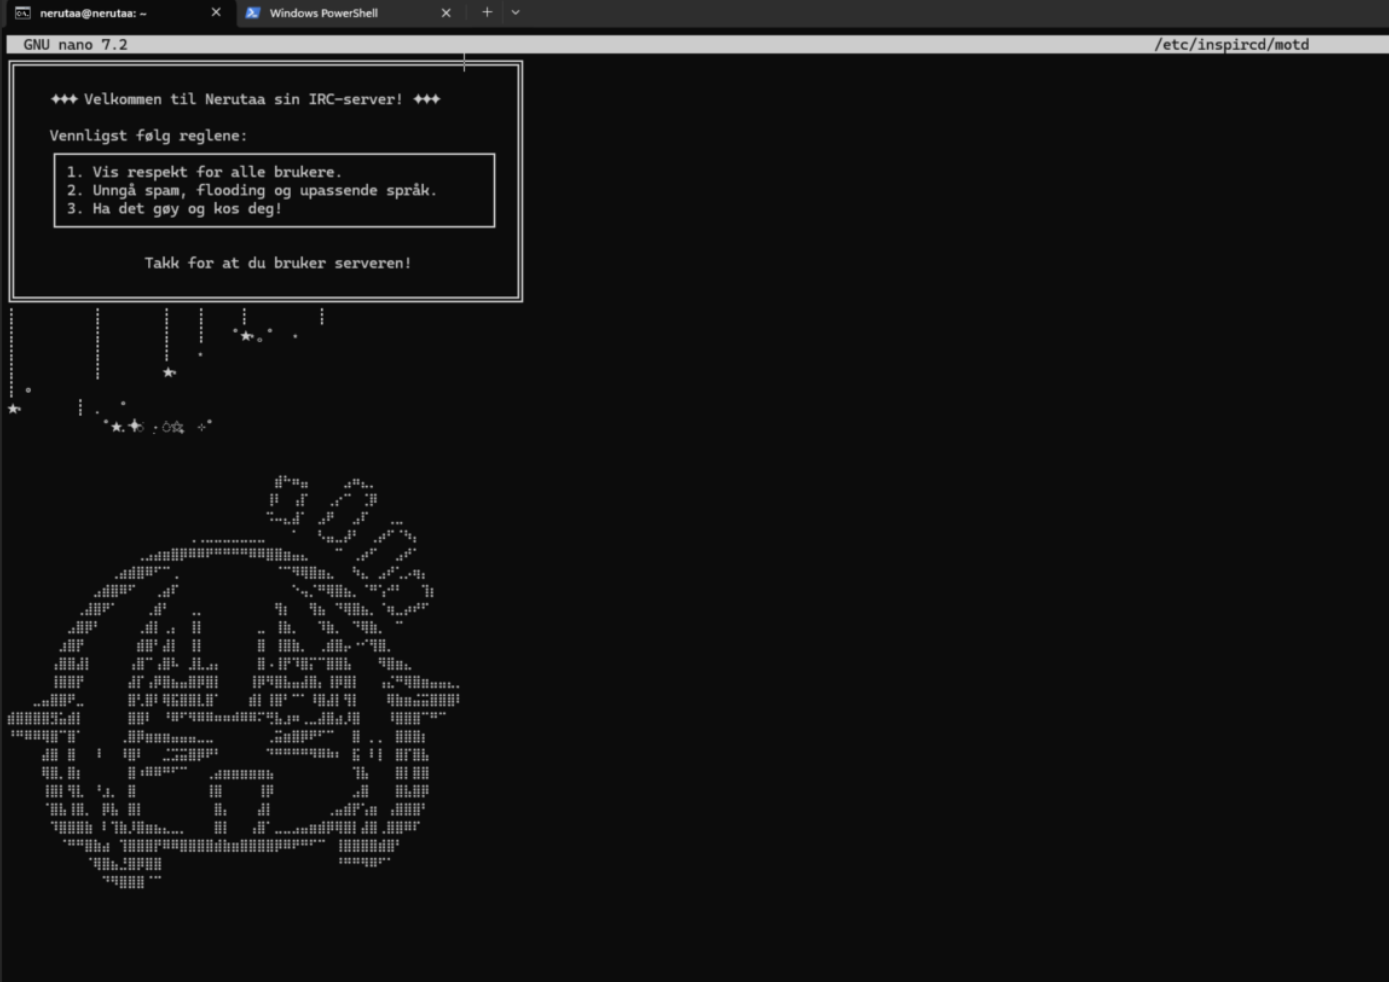 nerutaa@nerutaa: ~
Windows PowerShell
GNU nano 7.2
/etc/inspircd/motd
✦✦✦ Velkommen til Nerutaa sin IRC-server! ✦✦✦
Vennligst følg reglene:
1. Vis respekt for alle brukere.
2. Unngå spam, flooding og upassende språk.
3. Ha det gøy og kos deg!
Takk for at du bruker serveren!